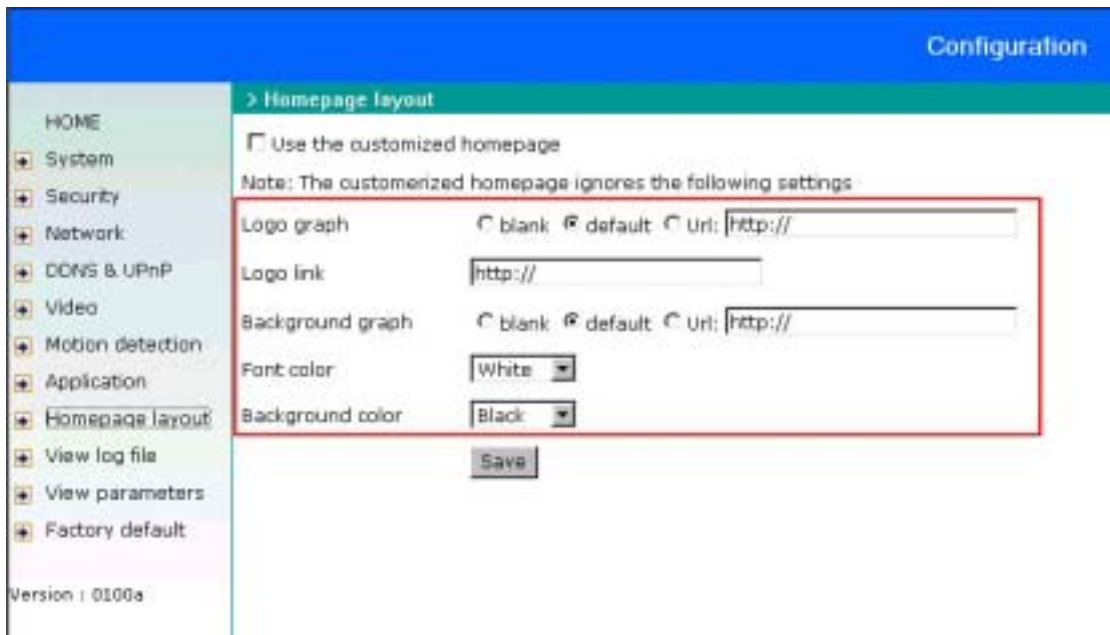 Configuration
HOME
System
Security
Network
DDNS & UPnP
Video
Motion detection
Application
Homepage layout
View log file
View parameters
Factory default
Version : 0100a
> Homepage layout
Use the customized homepage
Note: The customerized homepage ignores the following settings
Logo graph blank default Url: http://
Logo link http://
Background graph blank default Url: http://
Font color White
Background color Black
Save